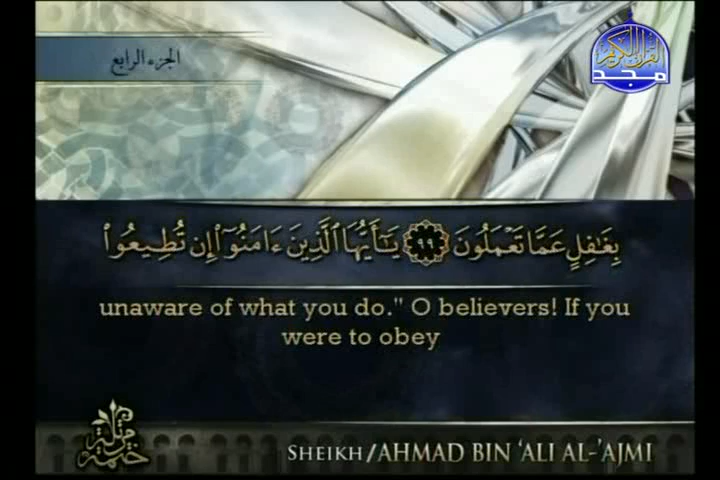 الجزء الرابع
القرآن الكريم
مجد
بِغَٰفِلٍ عَمَّا تَعْمَلُونَ ٩٩ يَٰٓأَيُّهَا ٱلَّذِينَ ءَامَنُوٓا۟ إِن تُطِيعُوا۟
unaware of what you do." O believers! If you
were to obey
ختمة مرتلة
SHEIKH/AHMAD BIN ‘ALI AL-’AJMI